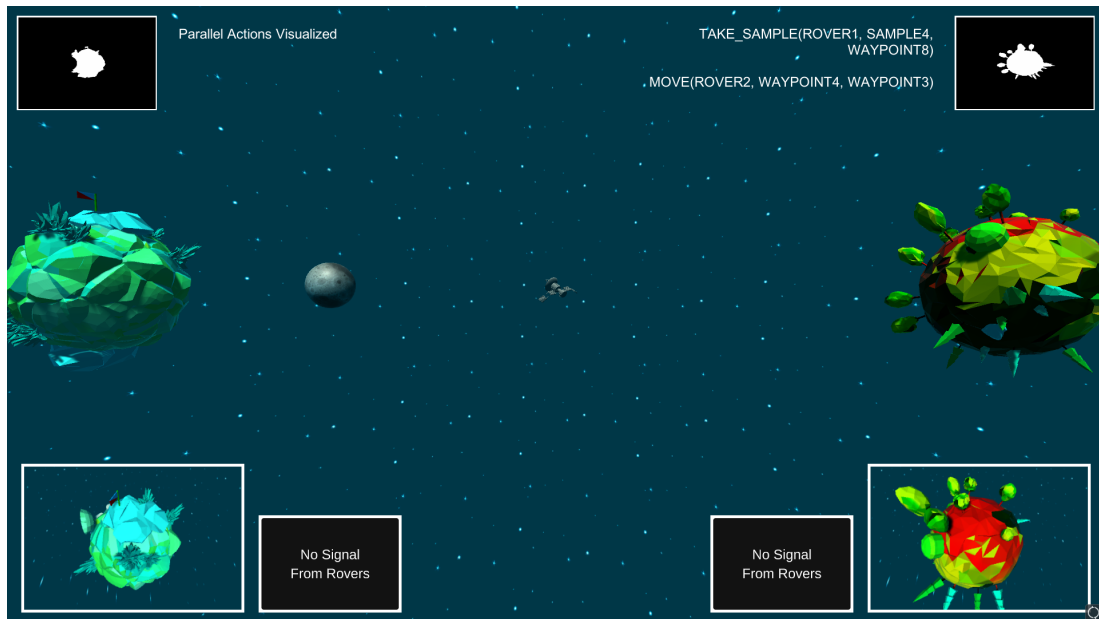 Parallel Actions Visualized
TAKE_SAMPLE(ROVER1, SAMPLE4,
WAYPOINT8)
MOVE(ROVER2, WAYPOINT4, WAYPOINT3)
No Signal
From Rovers
No Signal
From Rovers